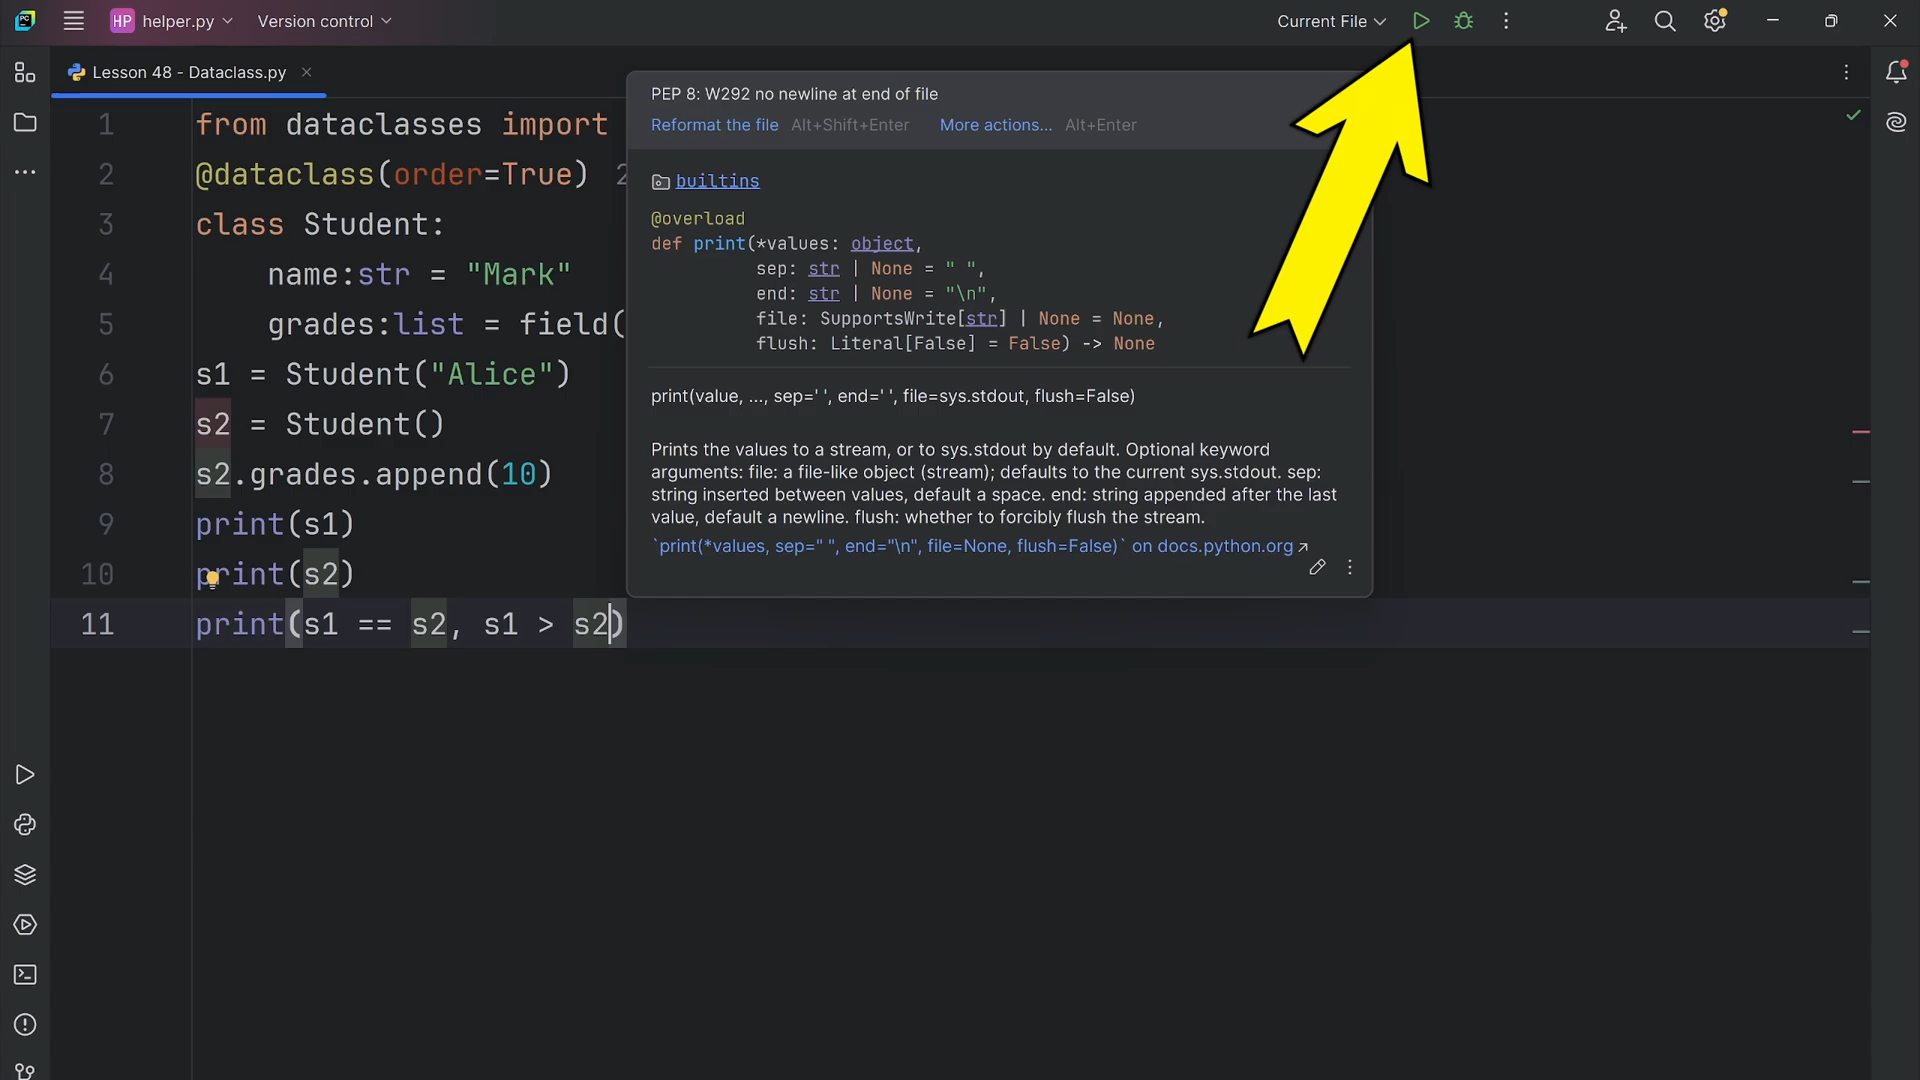 PC
HP helper.py
Version control
Current File
Lesson 48 - Dataclass.py
1 from dataclasses import
2 @dataclass(order=True) 2
3 class Student:
4 name:str = "Mark"
5 grades:list = field(
6 s1 = Student("Alice")
7 s2 = Student()
8 s2.grades.append(10)
9 print(s1)
10 print(s2)
11 print(s1 == s2, s1 > s2)
PEP 8: W292 no newline at end of file
Reformat the file Alt+Shift+Enter More actions... Alt+Enter
builtins
@overload
def print(*values: object,
sep: str | None = " ",
end: str | None = "\n",
file: SupportsWrite[str] | None = None,
flush: Literal[False] = False) -> None
print(value, ..., sep=' ', end=' ', file=sys.stdout, flush=False)
Prints the values to a stream, or to sys.stdout by default. Optional keyword
arguments: file: a file-like object (stream); defaults to the current sys.stdout. sep:
string inserted between values, default a space. end: string appended after the last
value, default a newline. flush: whether to forcibly flush the stream.
`print(*values, sep=" ", end="\n", file=None, flush=False)` on docs.python.org